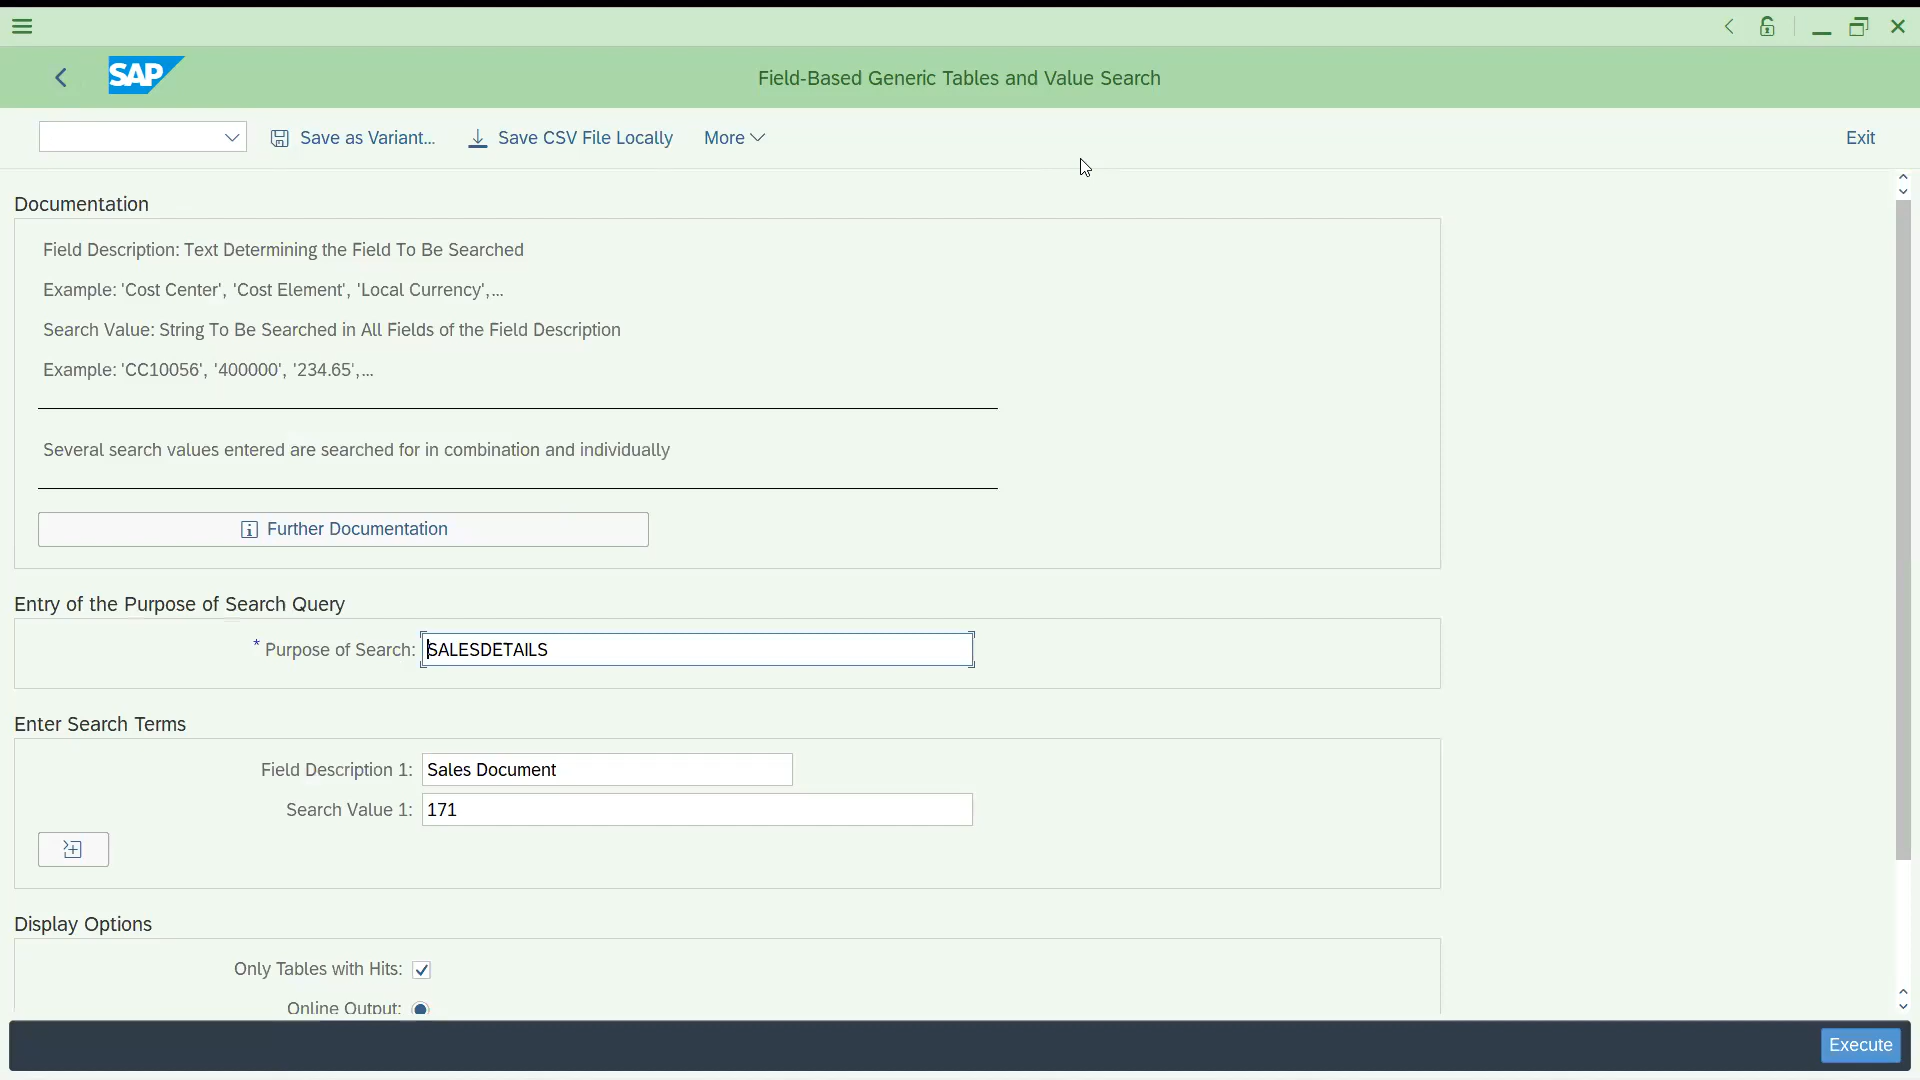 SAP
Field-Based Generic Tables and Value Search
Save as Variant... Save CSV File Locally More Exit
Documentation
Field Description: Text Determining the Field To Be Searched
Example: 'Cost Center', 'Cost Element', 'Local Currency',...
Search Value: String To Be Searched in All Fields of the Field Description
Example: 'CC10056', '400000', '234.65',...
Several search values entered are searched for in combination and individually
Further Documentation
Entry of the Purpose of Search Query
* Purpose of Search: SALESDETAILS
Enter Search Terms
Field Description 1: Sales Document
Search Value 1: 171
Display Options
Only Tables with Hits:
Online Output:
Execute